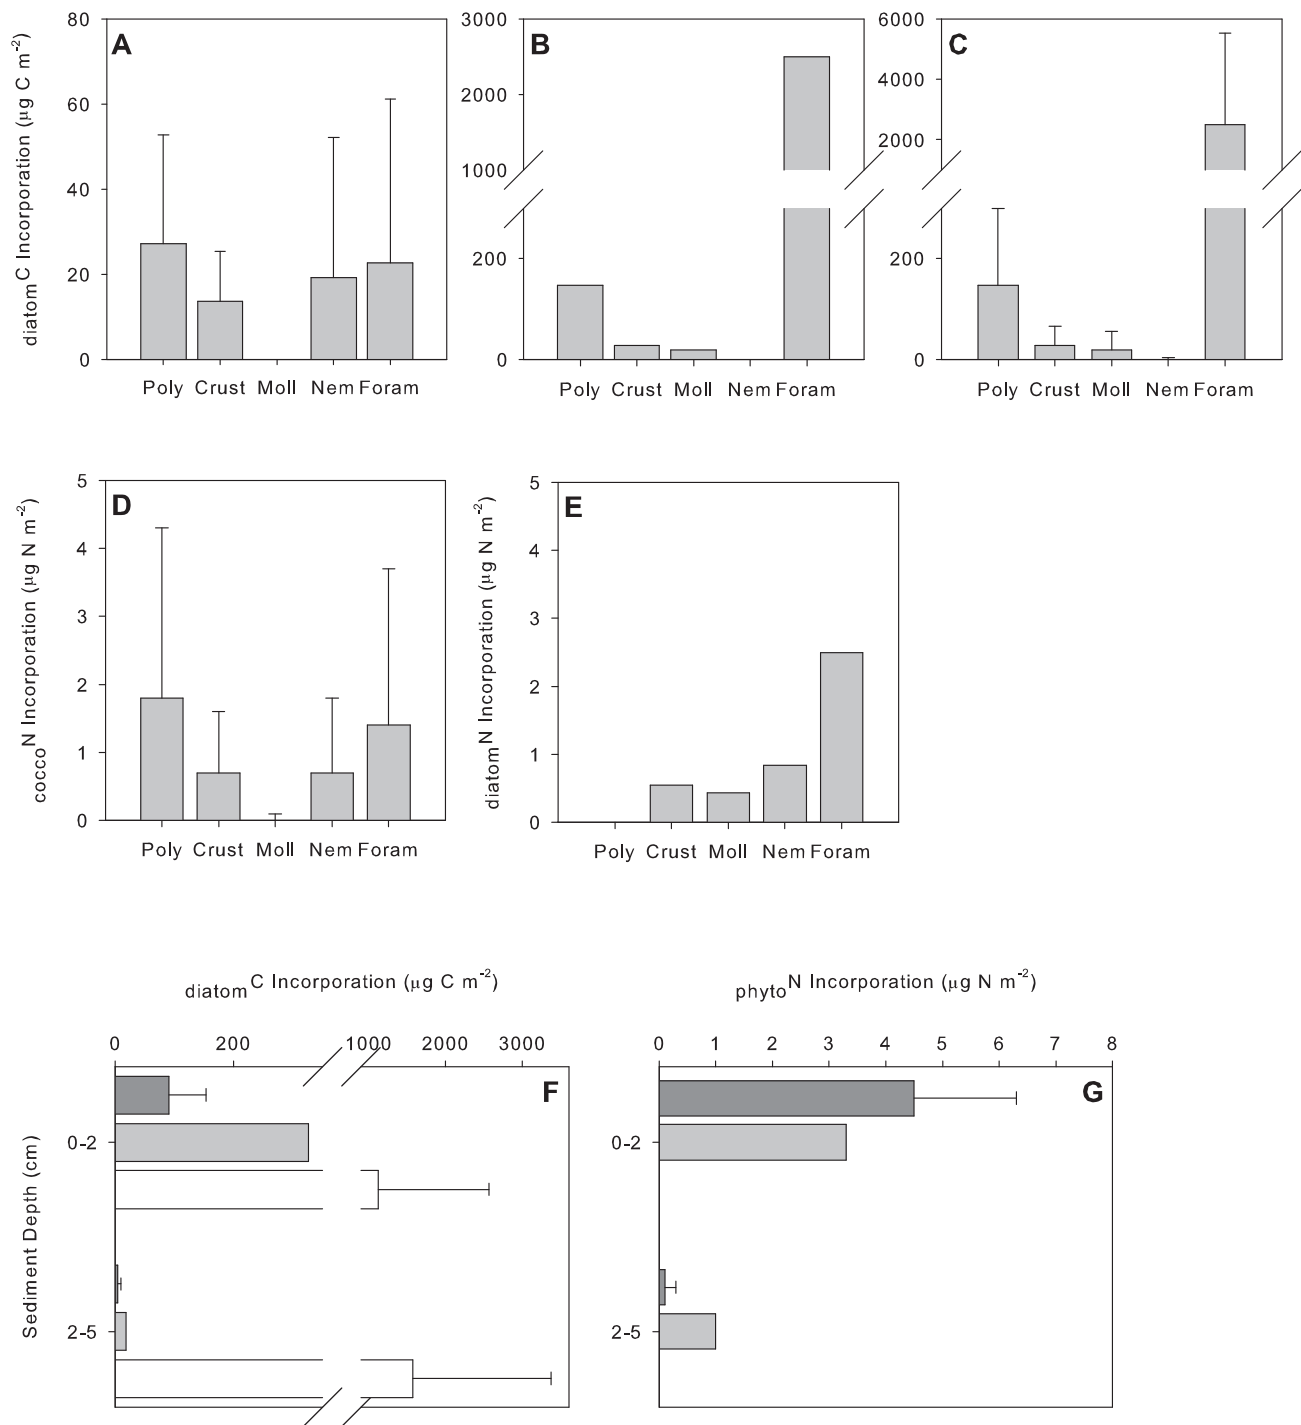 A
B
C
diatomC Incorporation (μg C m-2)
80
60
40
20
0
Poly Crust Moll Nem Foram
3000
2000
1000
200
0
Poly Crust Moll Nem Foram
6000
4000
2000
200
0
Poly Crust Moll Nem Foram
D
E
coccoN Incorporation (μg N m-2)
5
4
3
2
1
0
Poly Crust Moll Nem Foram
diatomN Incorporation (μg N m-2)
5
4
3
2
1
0
Poly Crust Moll Nem Foram
diatomC Incorporation (μg C m-2)
0 200 1000 2000 3000
F
Sediment Depth (cm)
0-2
2-5
phytoN Incorporation (μg N m-2)
0 1 2 3 4 5 6 7 8
G
0-2
2-5